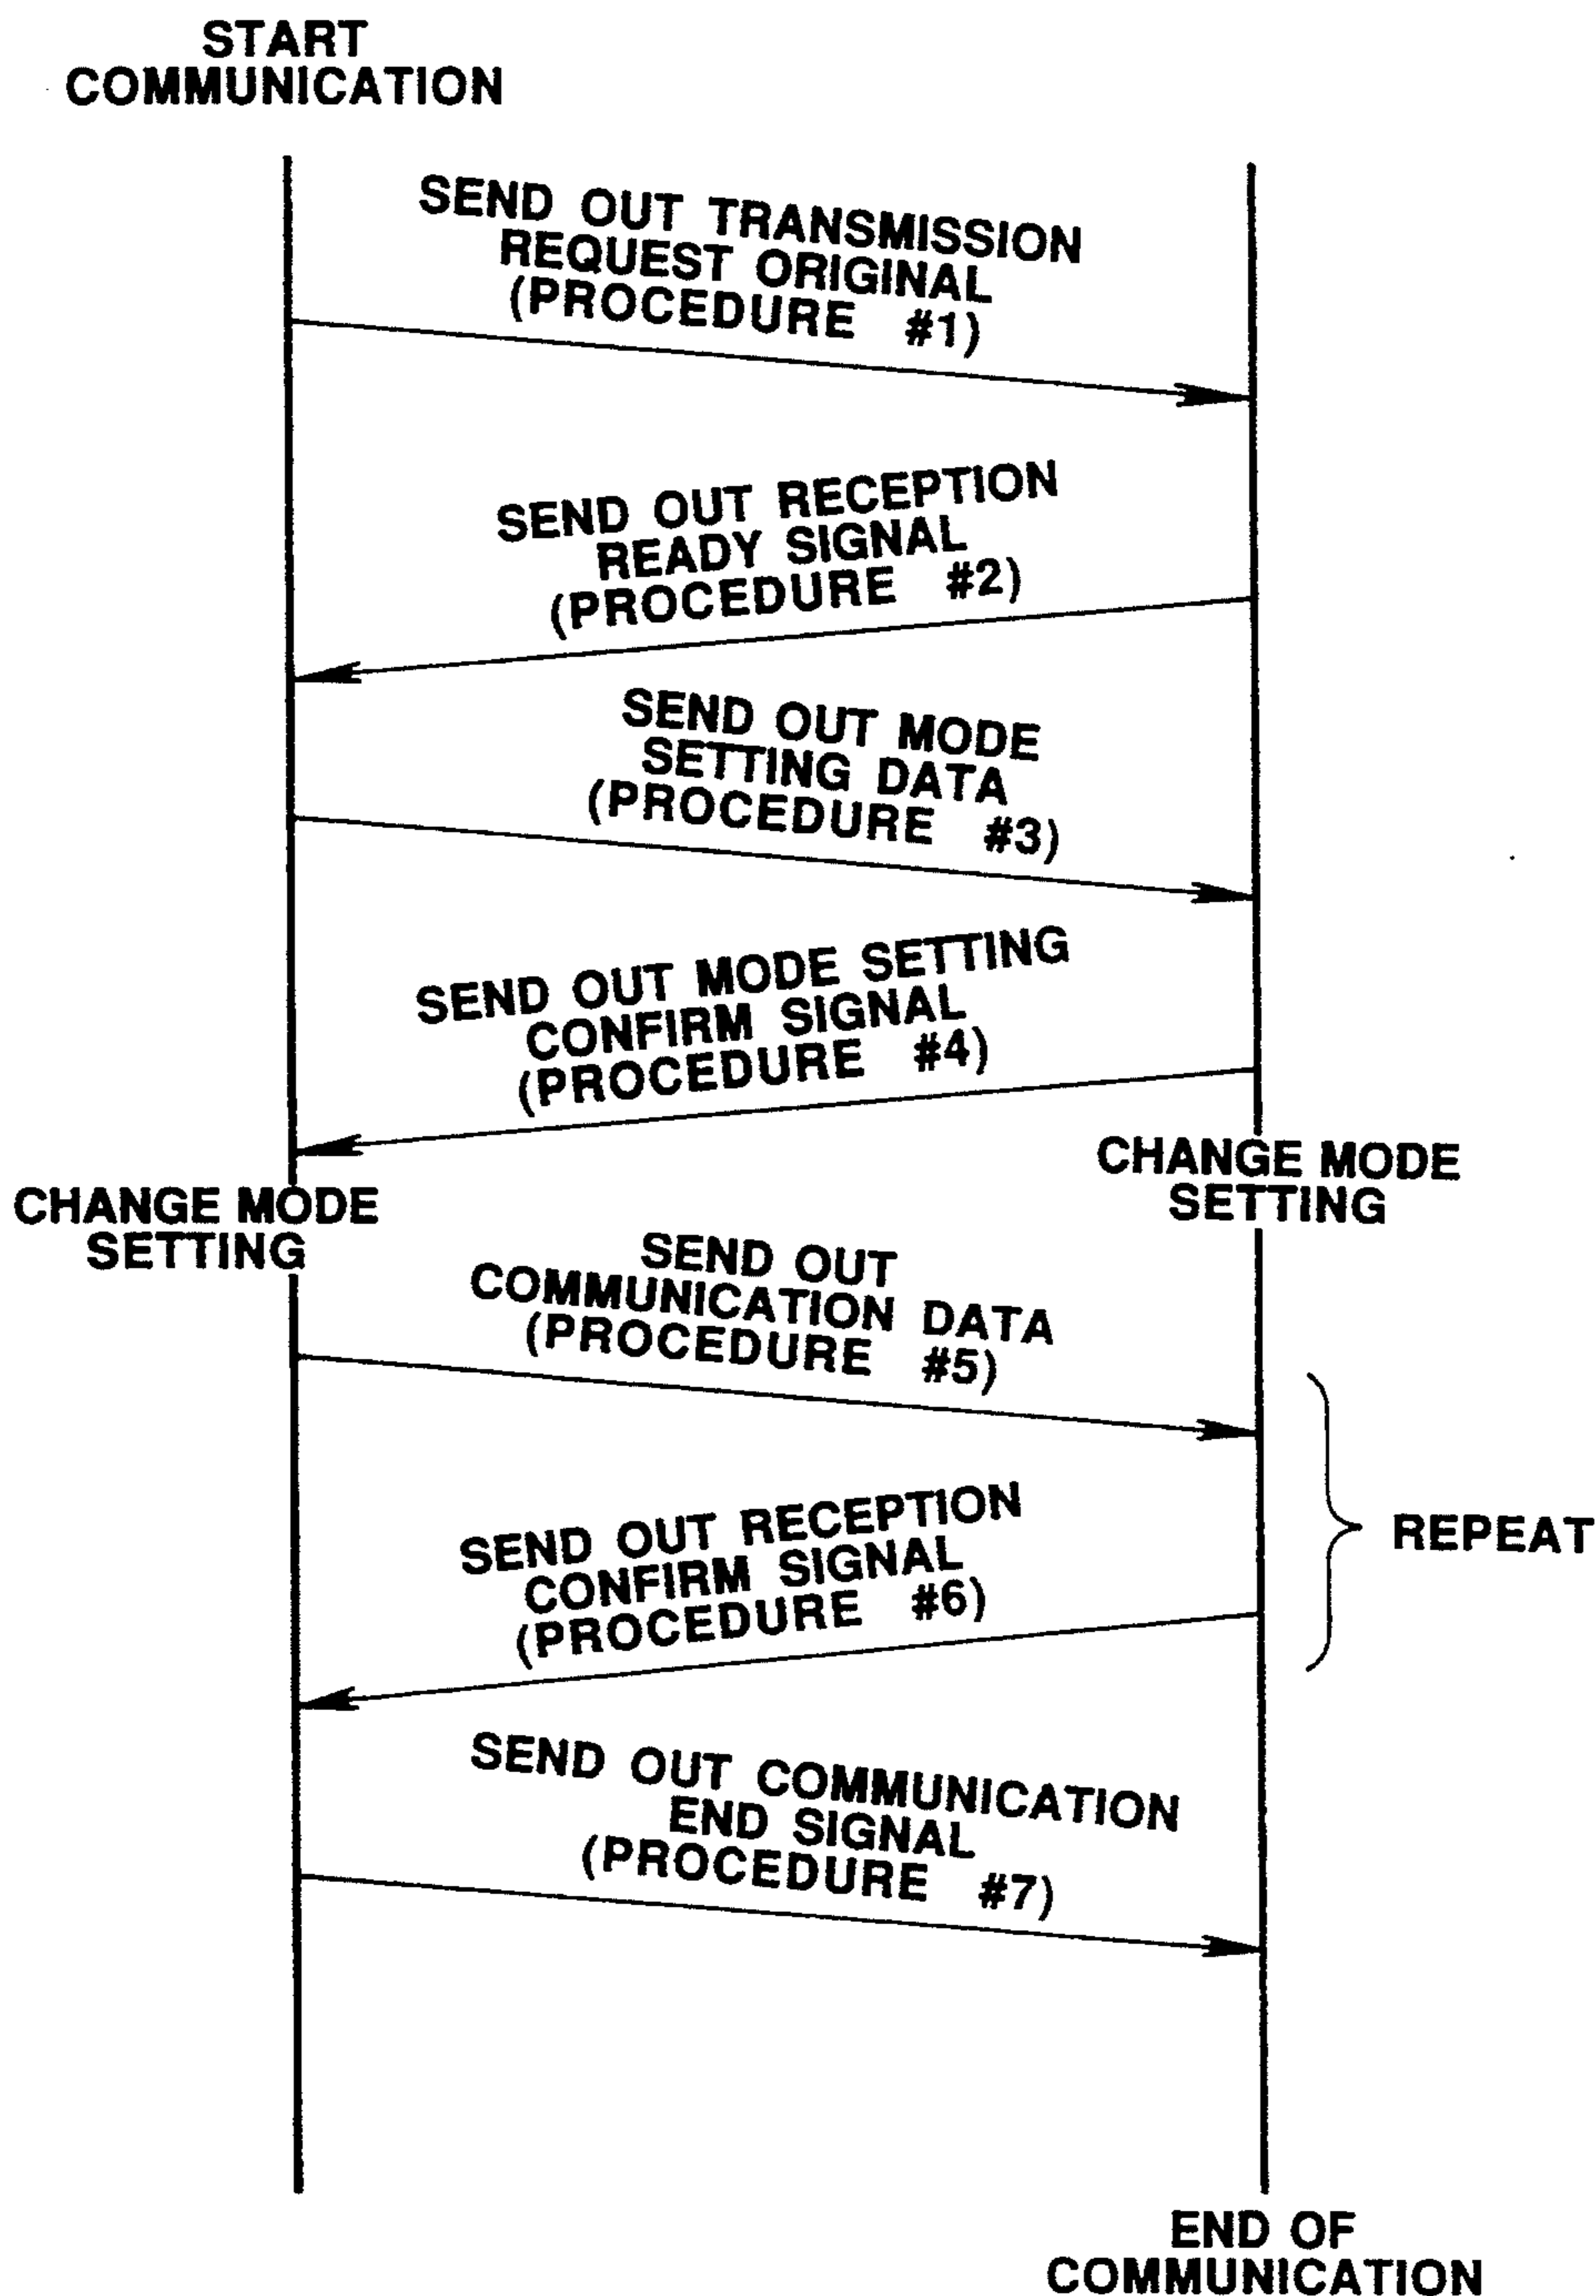 START
COMMUNICATION
SEND OUT TRANSMISSION
REQUEST ORIGINAL
(PROCEDURE #1)
SEND OUT RECEPTION
READY SIGNAL
(PROCEDURE #2)
SEND OUT MODE
SETTING DATA
(PROCEDURE #3)
SEND OUT MODE SETTING
CONFIRM SIGNAL
(PROCEDURE #4)
CHANGE MODE
SETTING
CHANGE MODE
SETTING
SEND OUT
COMMUNICATION DATA
(PROCEDURE #5)
SEND OUT RECEPTION
CONFIRM SIGNAL
(PROCEDURE #6)
REPEAT
SEND OUT COMMUNICATION
END SIGNAL
(PROCEDURE #7)
END OF
COMMUNICATION